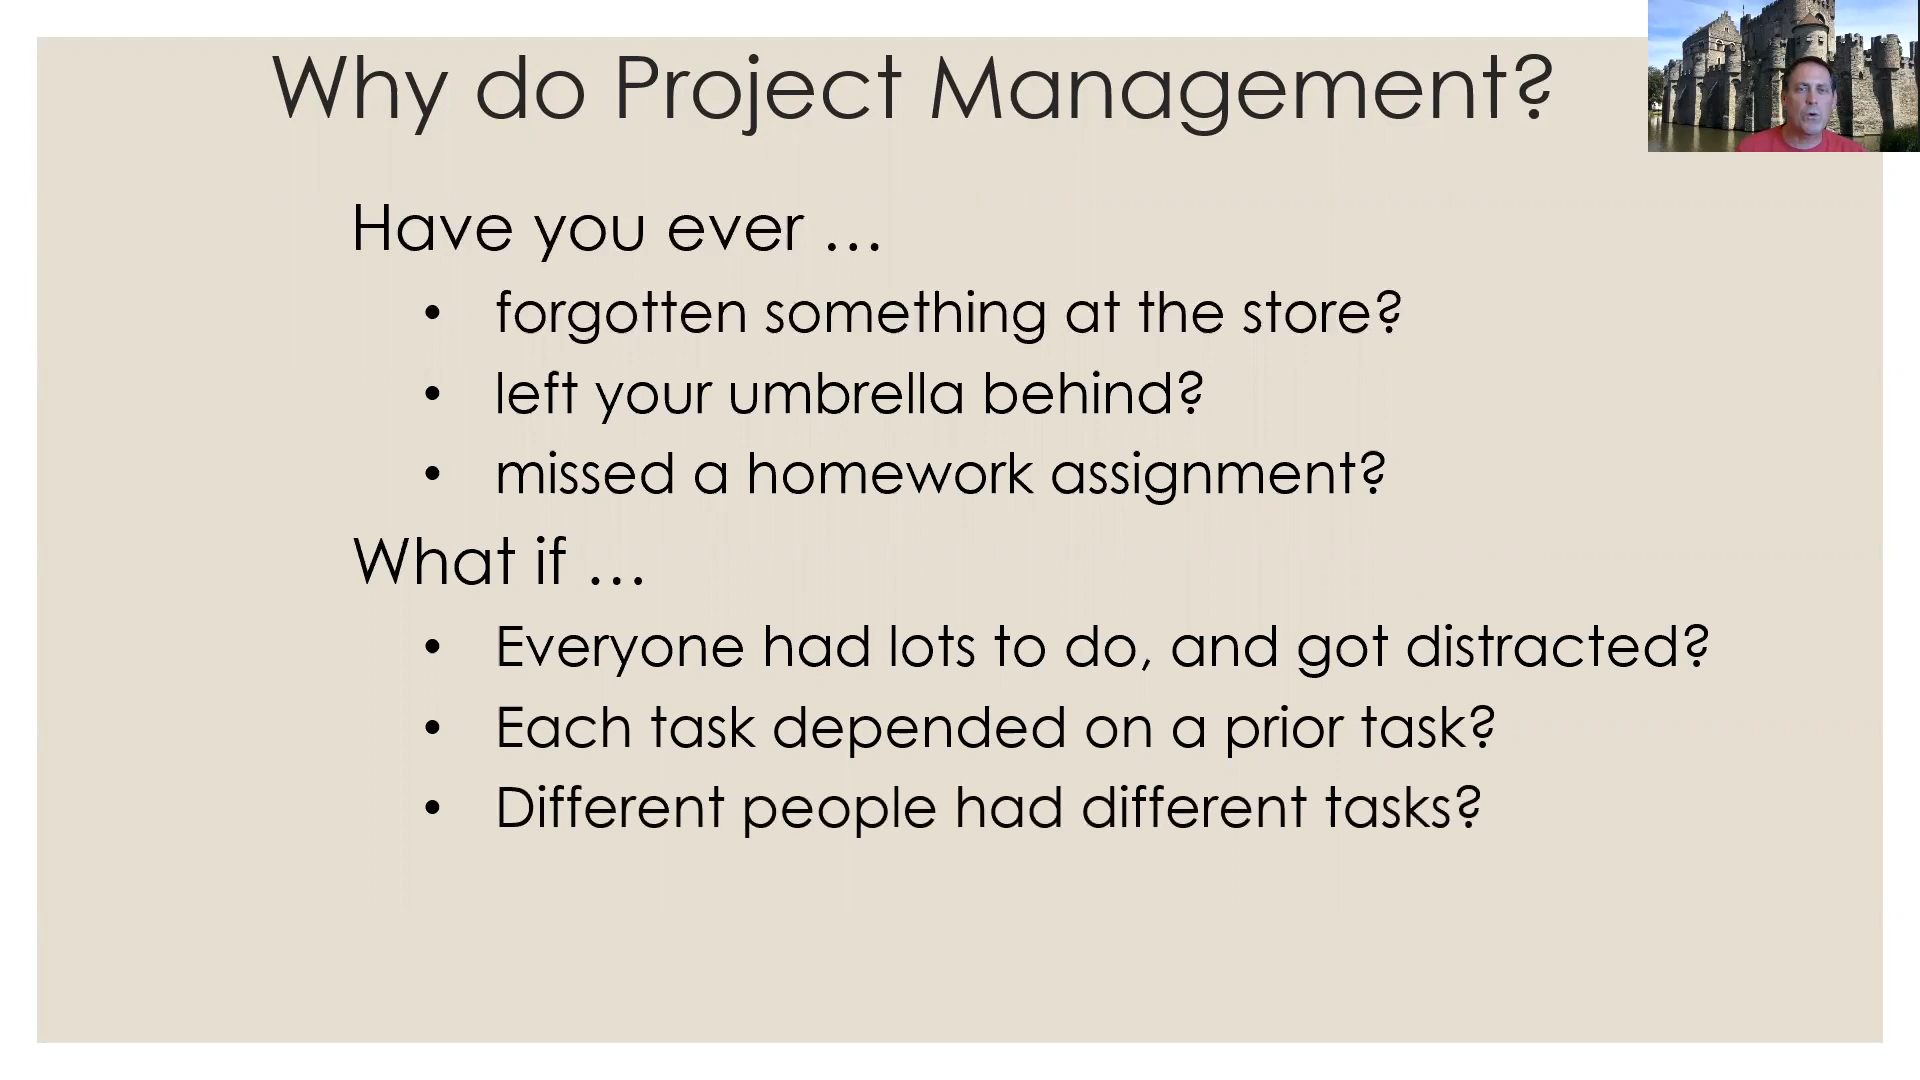 Why do Project Management?
Have you ever …
• forgotten something at the store?
• left your umbrella behind?
• missed a homework assignment?
What if …
• Everyone had lots to do, and got distracted?
• Each task depended on a prior task?
• Different people had different tasks?